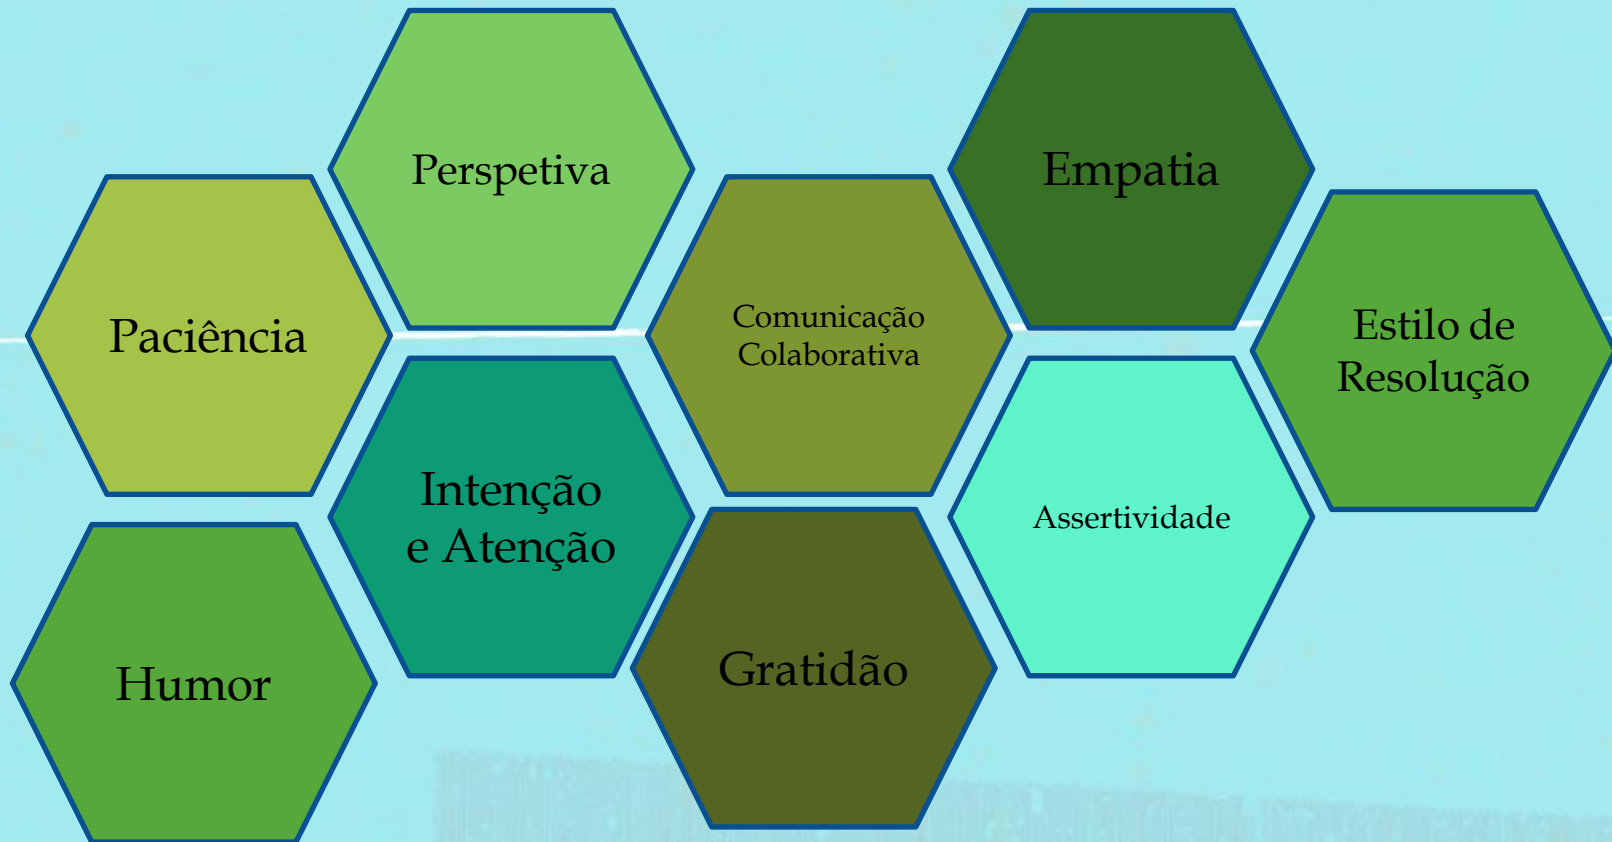 Perspetiva
Empatia
Paciência
Comunicação
Colaborativa
Estilo de
Resolução
Intenção
e Atenção
Assertividade
Humor
Gratidão